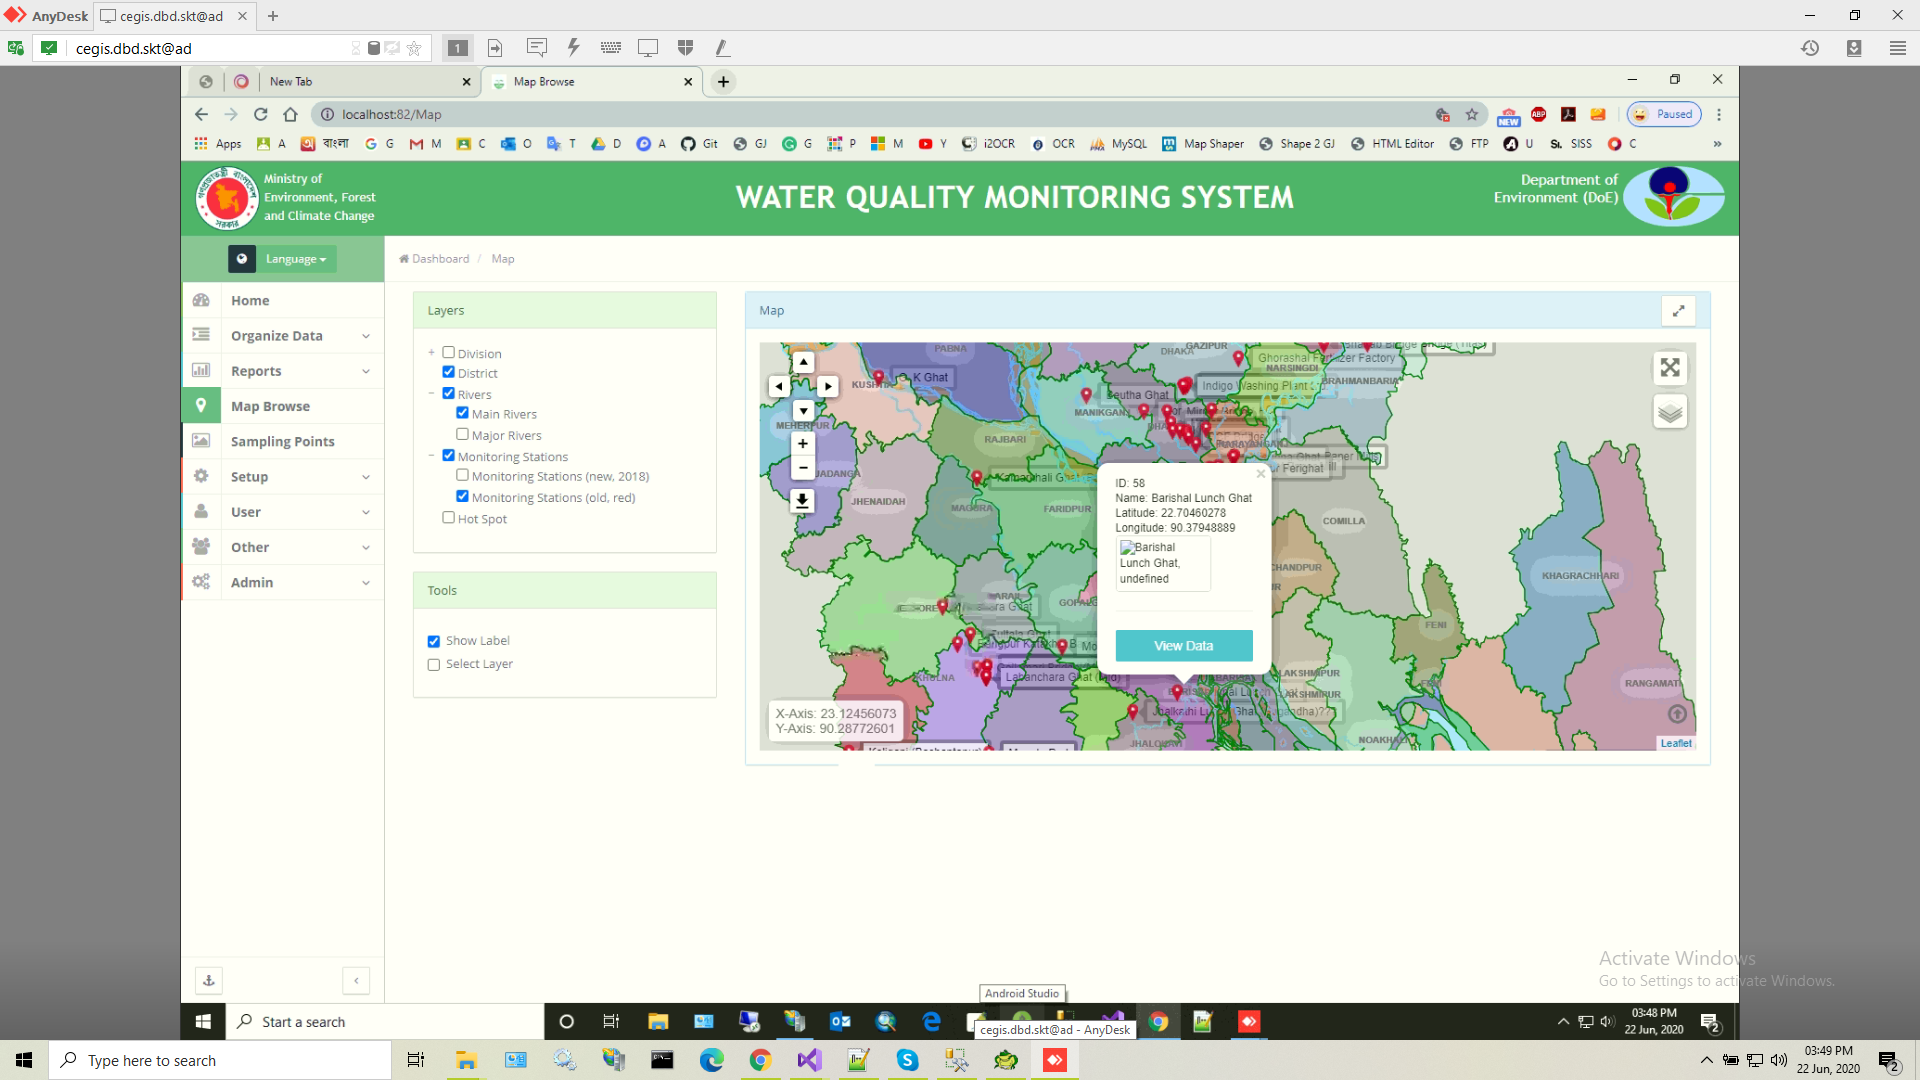 AnyDesk
cegis.dbd.skt@ad
cegis.dbd.skt@ad
1
New Tab
Map Browse
localhost:82/Map
NEW
ABP
Paused
Apps
A
বাংলা
G
M
C
O
T
D
A
Git
GJ
G
P
M
Y
i2OCR
OCR
MySQL
Map Shaper
Shape 2 GJ
HTML Editor
FTP
U
SISS
C
Ministry of
Environment, Forest
and Climate Change
WATER QUALITY MONITORING SYSTEM
Department of
Environment (DoE)
Language
Dashboard / Map
Home
Organize Data
Reports
Map Browse
Sampling Points
Setup
User
Other
Admin
Layers
Division
District
Rivers
Main Rivers
Major Rivers
Monitoring Stations
Monitoring Stations (new, 2018)
Monitoring Stations (old, red)
Hot Spot
Tools
Show Label
Select Layer
Map
PABNA
DHAKA
GAZIPUR
Ghorashal Fertilizer Factory
NARSINGDI
BRAHMANBARIA
KUSHTIA
G. K Ghat
Indigo Washing Plant
Beutha Ghat
MANIKGANJ
MEHERPUR
RAJBARI
Kamarkhali Ghat
JHENAIDAH
MAGURA
FARIDPUR
COMILLA
CHANDPUR
KHAGRACHHARI
FENI
RANGAMATI
JESSORE
KHULNA
Labanchara Ghat (Mid)
LAKSHMIPUR
LAKSHMIPUR
NOAKHALI
JHALOKATI
ID: 58
Name: Barishal Lunch Ghat
Latitude: 22.70460278
Longitude: 90.37948889
Barishal
Lunch Ghat,
undefined
View Data
X-Axis: 23.12456073
Y-Axis: 90.28772601
Leaflet
Activate Windows
Go to Settings to activate Windows.
Android Studio
Start a search
cegis.dbd.skt@ad - AnyDesk
03:48 PM
22 Jun, 2020
2
Type here to search
03:49 PM
22 Jun, 2020
2